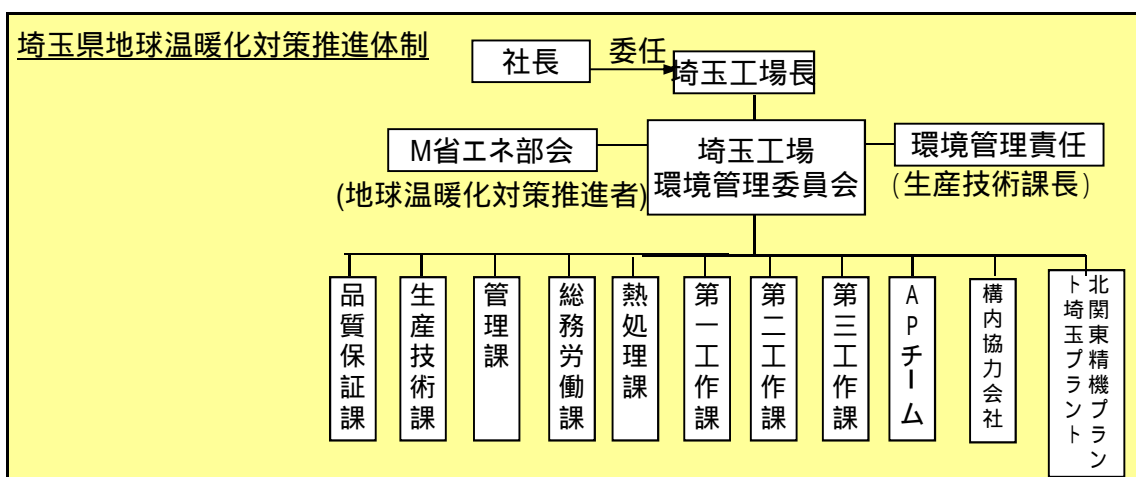 埼玉県地球温暖化対策推進体制
社長
委任
埼玉工場長
M省エネ部会
(地球温暖化対策推進者)
埼玉工場
環境管理委員会
環境管理責任
(生産技術課長)
品質保証課
生産技術課
管理課
総務労働課
熱処理課
第一工作課
第二工作課
第三工作課
APチーム
構内協力会社
北関東精機プラン
ト埼玉プラント